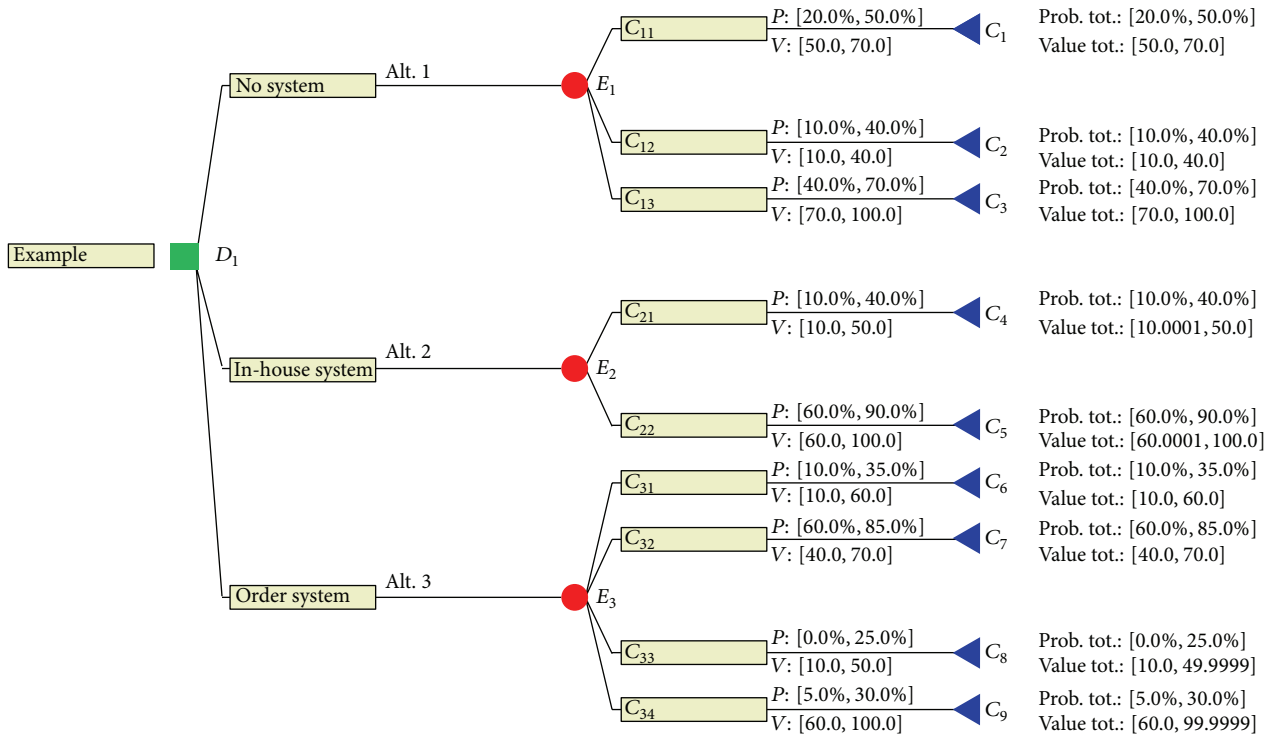 Example
D₁
No system
Alt. 1
E₁
C₁₁
P: [20.0%, 50.0%]
V: [50.0, 70.0]
C₁
Prob. tot.: [20.0%, 50.0%]
Value tot.: [50.0, 70.0]
C₁₂
P: [10.0%, 40.0%]
V: [10.0, 40.0]
C₂
Prob. tot.: [10.0%, 40.0%]
Value tot.: [10.0, 40.0]
C₁₃
P: [40.0%, 70.0%]
V: [70.0, 100.0]
C₃
Prob. tot.: [40.0%, 70.0%]
Value tot.: [70.0, 100.0]
In-house system
Alt. 2
E₂
C₂₁
P: [10.0%, 40.0%]
V: [10.0, 50.0]
C₄
Prob. tot.: [10.0%, 40.0%]
Value tot.: [10.0001, 50.0]
C₂₂
P: [60.0%, 90.0%]
V: [60.0, 100.0]
C₅
Prob. tot.: [60.0%, 90.0%]
Value tot.: [60.0001, 100.0]
Order system
Alt. 3
E₃
C₃₁
P: [10.0%, 35.0%]
V: [10.0, 60.0]
C₆
Prob. tot.: [10.0%, 35.0%]
Value tot.: [10.0, 60.0]
C₃₂
P: [60.0%, 85.0%]
V: [40.0, 70.0]
C₇
Prob. tot.: [60.0%, 85.0%]
Value tot.: [40.0, 70.0]
C₃₃
P: [0.0%, 25.0%]
V: [10.0, 50.0]
C₈
Prob. tot.: [0.0%, 25.0%]
Value tot.: [10.0, 49.9999]
C₃₄
P: [5.0%, 30.0%]
V: [60.0, 100.0]
C₉
Prob. tot.: [5.0%, 30.0%]
Value tot.: [60.0, 99.9999]